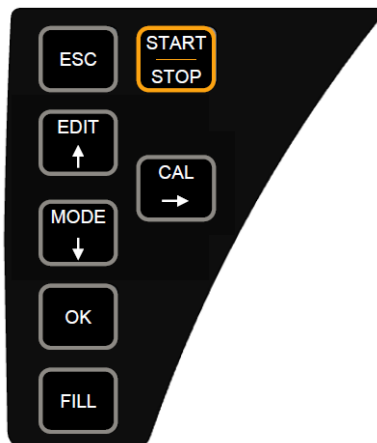 ESC
START
STOP
EDIT
↑
CAL
→
MODE
↓
OK
FILL